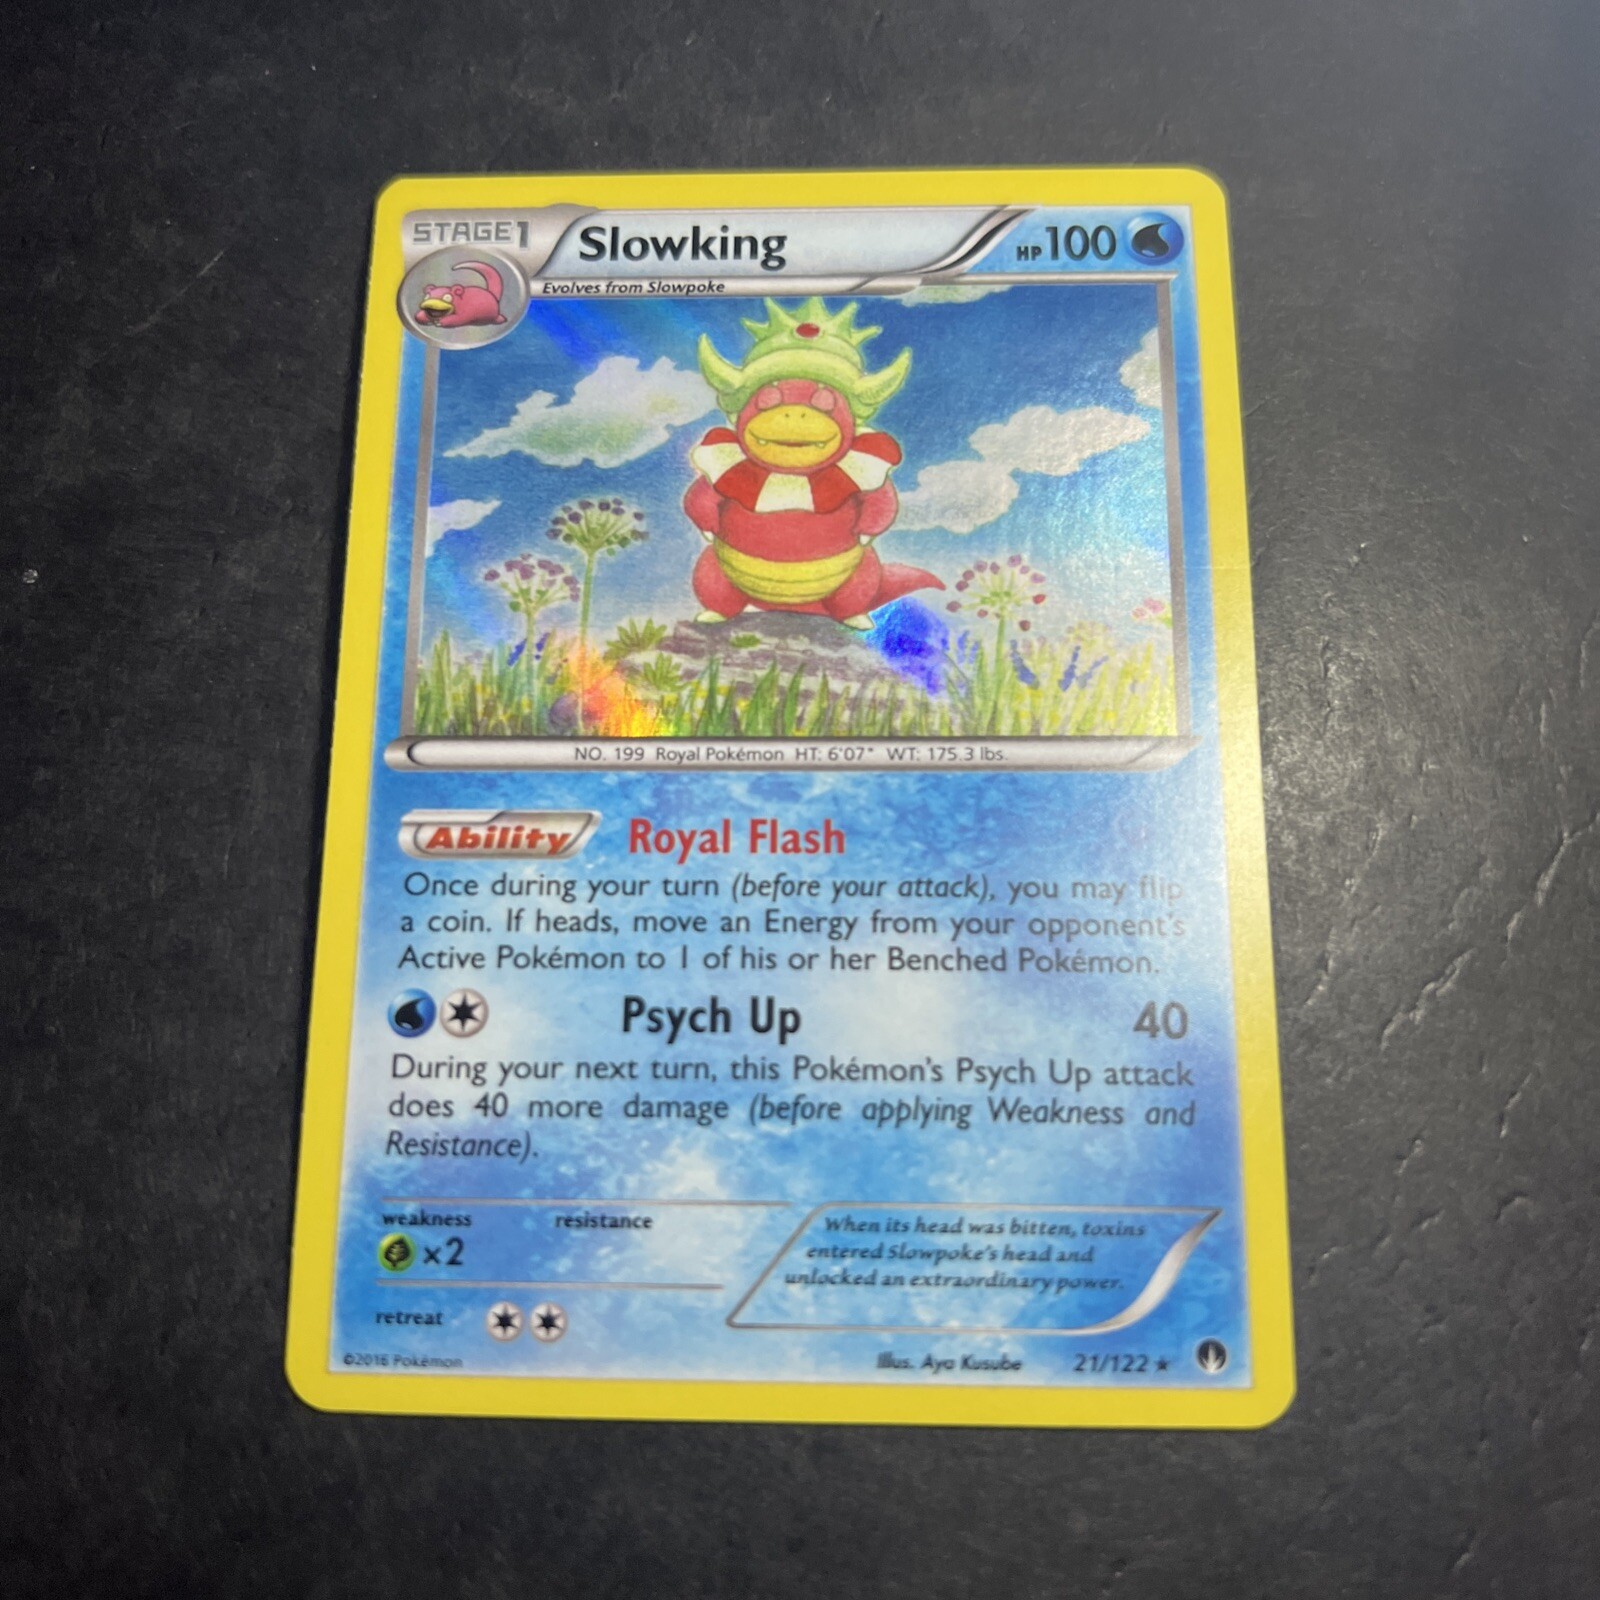 STAGE1
Slowking
HP100
Evolves from Slowpoke
NO. 199 Royal Pokémon HT: 6'07" WT: 175.3 lbs.
Ability Royal Flash
Once during your turn (before your attack), you may flip
a coin. If heads, move an Energy from your opponent's
Active Pokémon to 1 of his or her Benched Pokémon.
Psych Up 40
During your next turn, this Pokémon's Psych Up attack
does 40 more damage (before applying Weakness and
Resistance).
weakness resistance
×2
When its head was bitten, toxins
entered Slowpoke's head and
unlocked an extraordinary power.
retreat
©2016 Pokémon
Illus. Aya Kusube 21/122